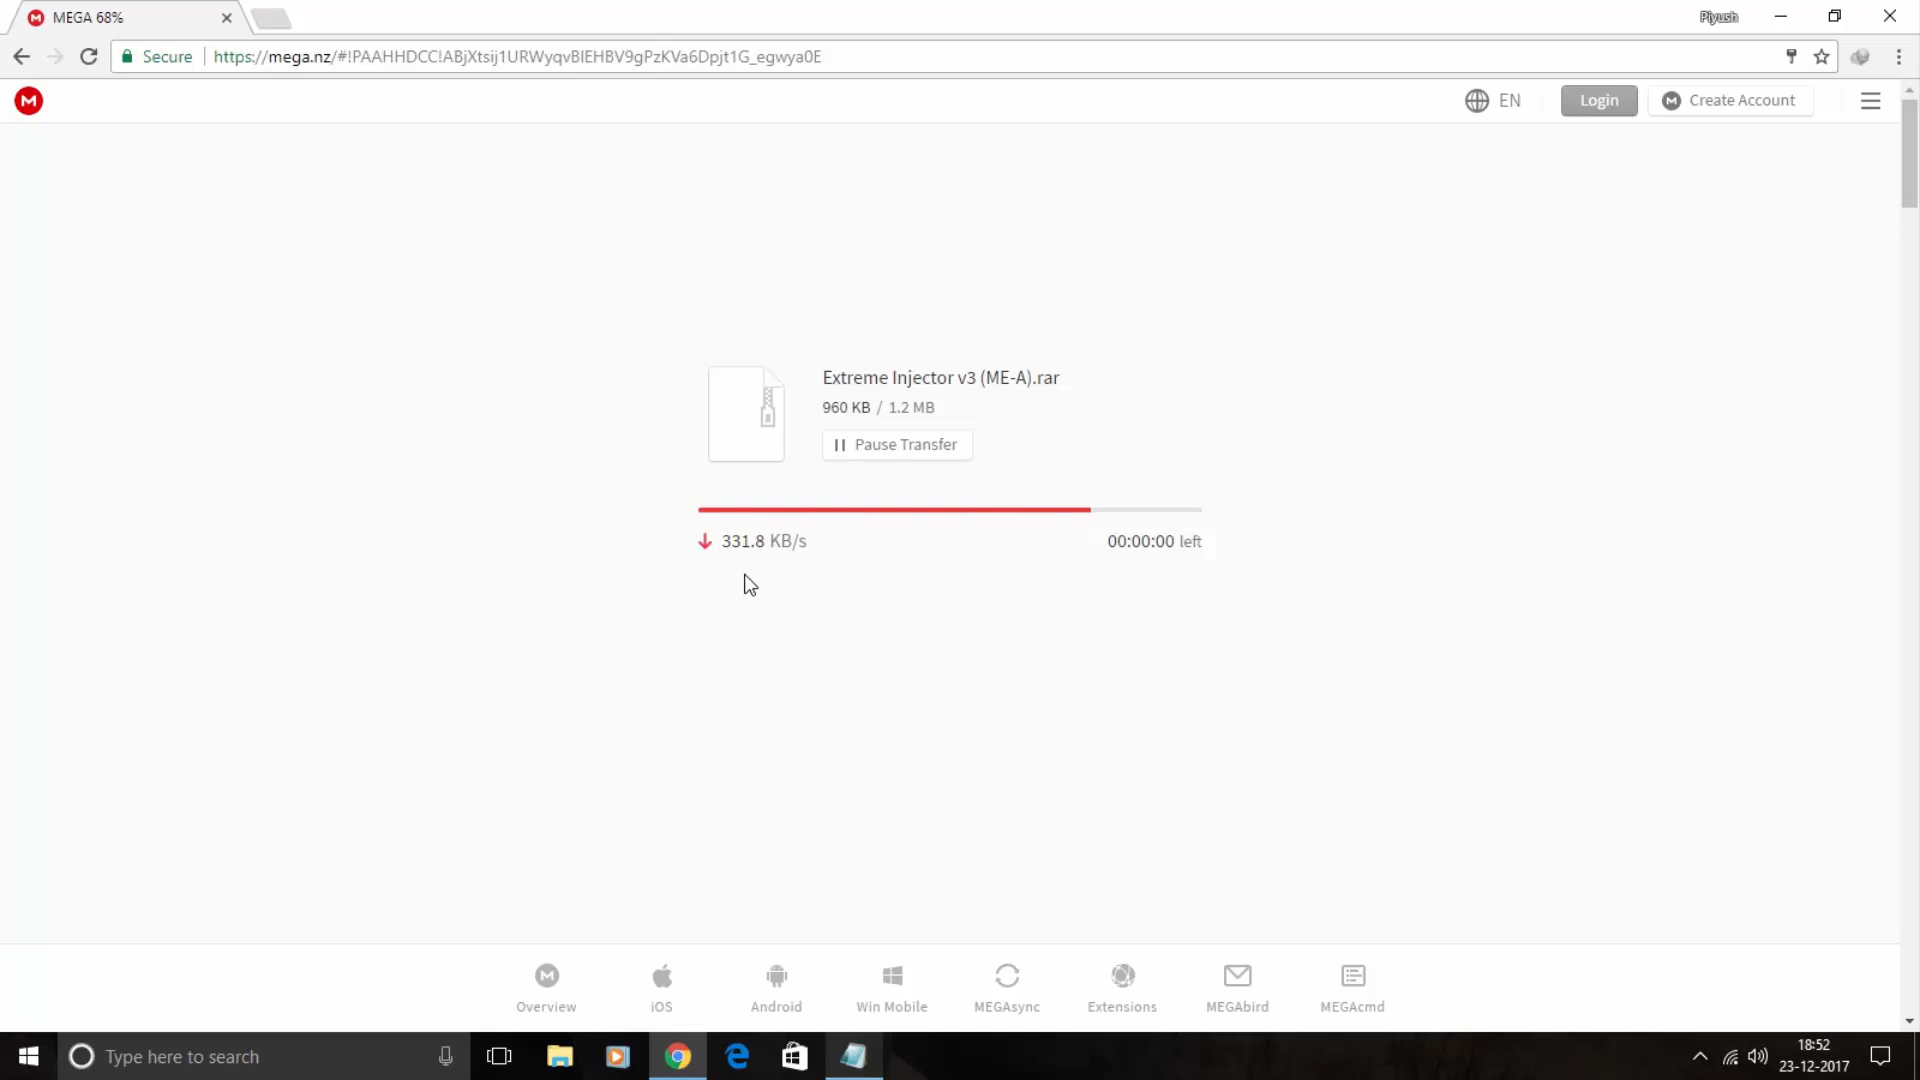 MEGA 68%
Piyush
Secure
https://mega.nz/#!PAAHHDCC!ABjXtsij1URWyqvBIEHBV9gPzKVa6Dpjt1G_egwya0E
M
EN
Login
M Create Account
Extreme Injector v3 (ME-A).rar
960 KB / 1.2 MB
Pause Transfer
331.8 KB/s
00:00:00 left
Overview
iOS
Android
Win Mobile
MEGAsync
Extensions
MEGAbird
MEGAcmd
Type here to search
18:52
23-12-2017